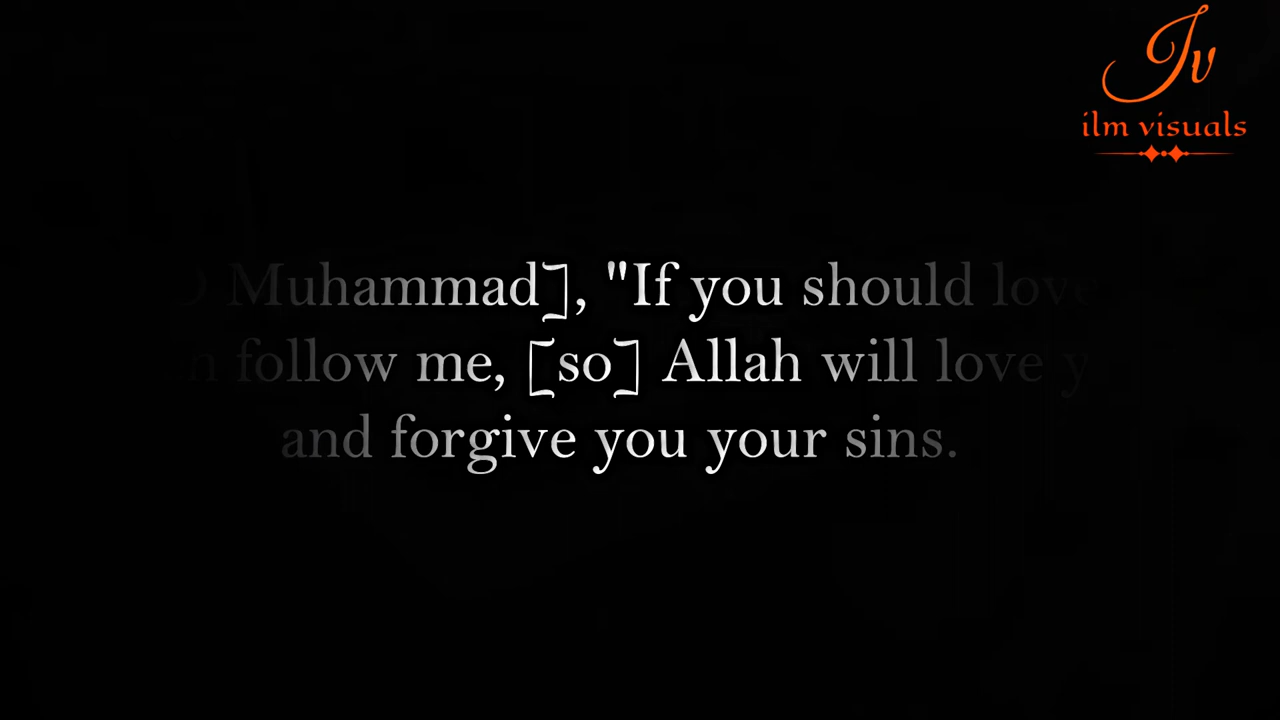 Iv
ilm visuals
Muhammad], "If you should love
follow me, [so] Allah will love
and forgive you your sins.